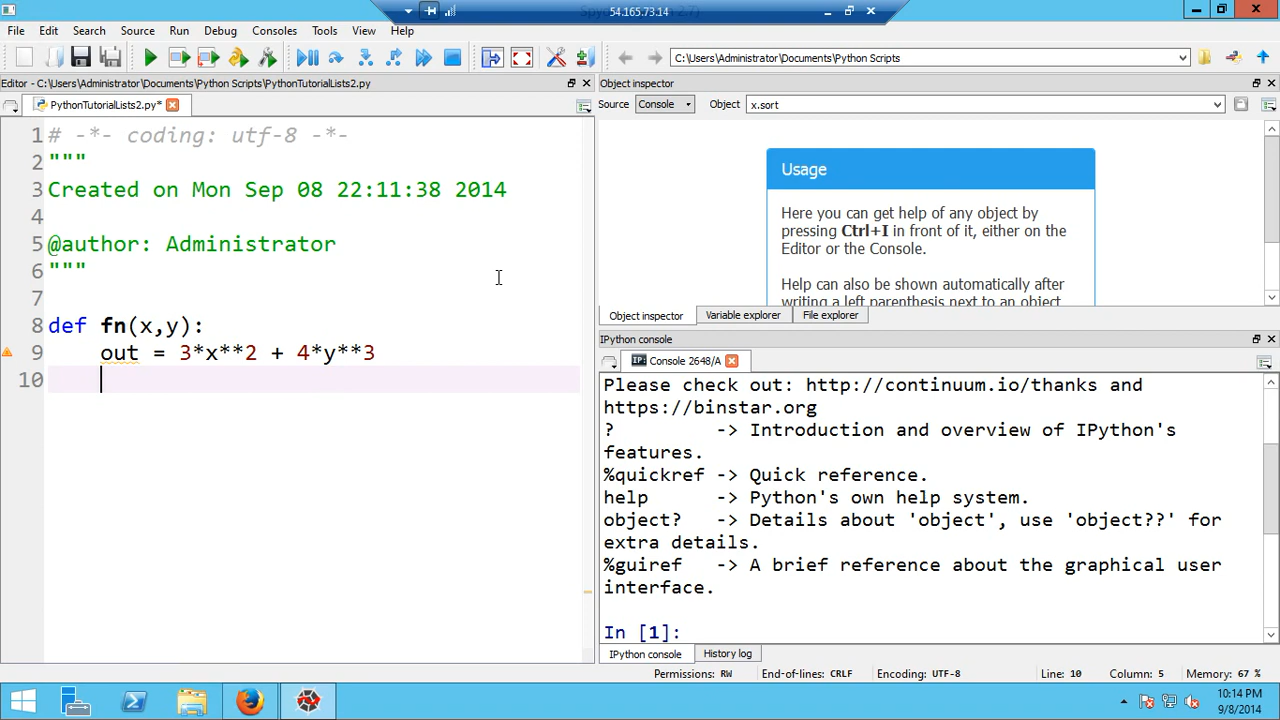 54.165.73.14
File Edit Search Source Run Debug Consoles Tools View Help
C:\Users\Administrator\Documents\Python Scripts
Editor - C:\Users\Administrator\Documents\Python Scripts\PythonTutorialLists2.py
PythonTutorialLists2.py*
1 # -*- coding: utf-8 -*-
2 """
3 Created on Mon Sep 08 22:11:38 2014
4
5 @author: Administrator
6 """
7
8 def fn(x,y):
9 out = 3*x**2 + 4*y**3
10
Object inspector
Source Console Object x.sort
Usage
Here you can get help of any object by
pressing Ctrl+I in front of it, either on the
Editor or the Console.
Help can also be shown automatically after
writing a left parenthesis next to an object
Object inspector Variable explorer File explorer
IPython console
Console 2648/A
Please check out: http://continuum.io/thanks and
https://binstar.org
? -> Introduction and overview of IPython's
features.
%quickref -> Quick reference.
help -> Python's own help system.
object? -> Details about 'object', use 'object??' for
extra details.
%guiref -> A brief reference about the graphical user
interface.
In [1]:
IPython console History log
Permissions: RW End-of-lines: CRLF Encoding: UTF-8 Line: 10 Column: 5 Memory: 67 %
10:14 PM
9/8/2014